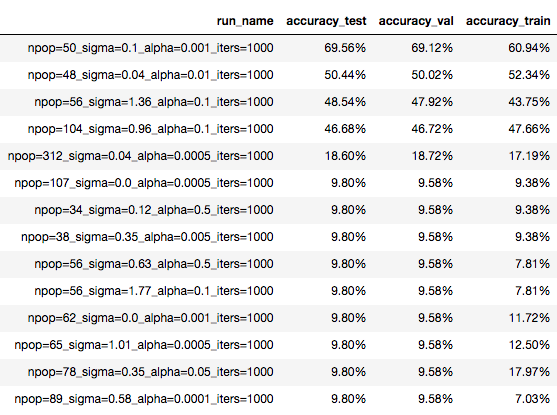 run_name accuracy_test accuracy_val accuracy_train
npop=50_sigma=0.1_alpha=0.001_iters=1000 69.56% 69.12% 60.94%
npop=48_sigma=0.04_alpha=0.01_iters=1000 50.44% 50.02% 52.34%
npop=56_sigma=1.36_alpha=0.1_iters=1000 48.54% 47.92% 43.75%
npop=104_sigma=0.96_alpha=0.1_iters=1000 46.68% 46.72% 47.66%
npop=312_sigma=0.04_alpha=0.0005_iters=1000 18.60% 18.72% 17.19%
npop=107_sigma=0.0_alpha=0.0005_iters=1000 9.80% 9.58% 9.38%
npop=34_sigma=0.12_alpha=0.5_iters=1000 9.80% 9.58% 9.38%
npop=38_sigma=0.35_alpha=0.005_iters=1000 9.80% 9.58% 9.38%
npop=56_sigma=0.63_alpha=0.5_iters=1000 9.80% 9.58% 7.81%
npop=56_sigma=1.77_alpha=0.1_iters=1000 9.80% 9.58% 7.81%
npop=62_sigma=0.0_alpha=0.001_iters=1000 9.80% 9.58% 11.72%
npop=65_sigma=1.01_alpha=0.0005_iters=1000 9.80% 9.58% 12.50%
npop=78_sigma=0.35_alpha=0.05_iters=1000 9.80% 9.58% 17.97%
npop=89_sigma=0.58_alpha=0.0001_iters=1000 9.80% 9.58% 7.03%